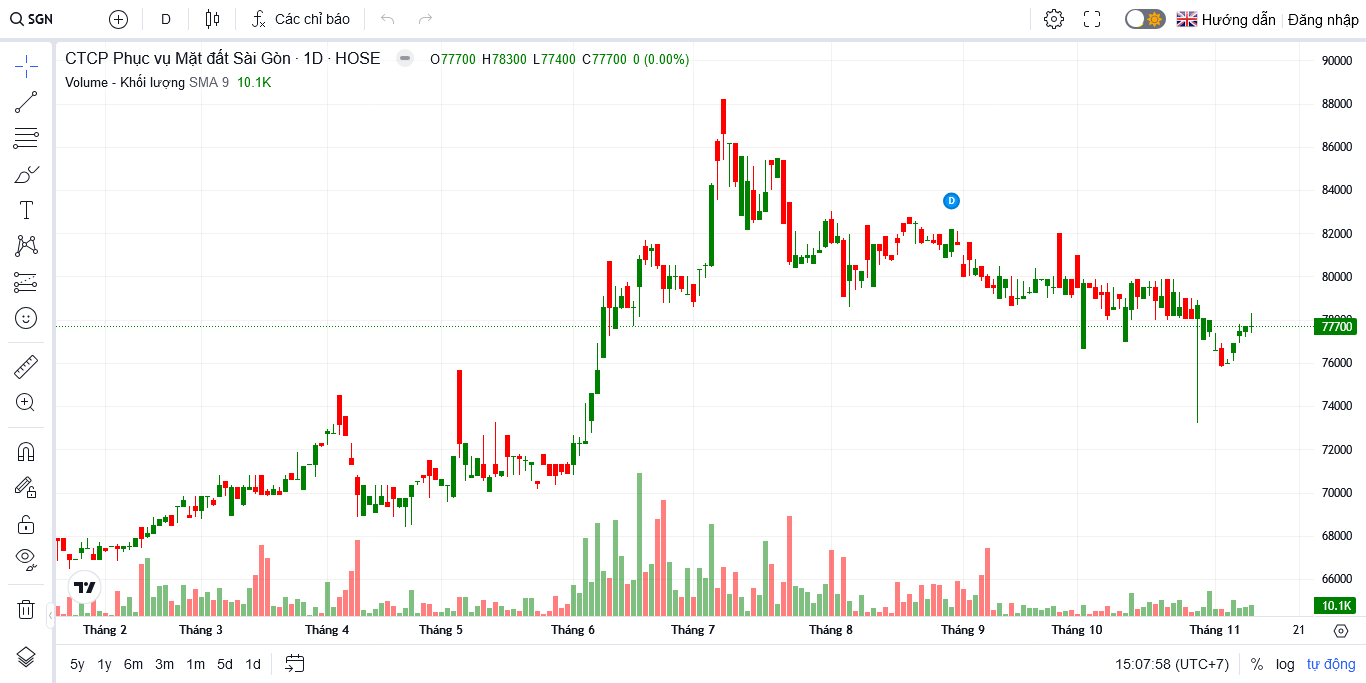 SGN D Các chỉ báo Hướng dẫn Đăng nhập
CTCP Phục vụ Mặt đất Sài Gòn · 1D · HOSE O77700 H78300 L77400 C77700 0 (0.00%)
Volume - Khối lượng SMA 9 10.1K
90000
88000
86000
84000
D
82000
80000
78000
77700
76000
74000
72000
70000
68000
66000
10.1K
Tháng 2 Tháng 3 Tháng 4 Tháng 5 Tháng 6 Tháng 7 Tháng 8 Tháng 9 Tháng 10 Tháng 11 21
5y 1y 6m 3m 1m 5d 1d 15:07:58 (UTC+7) % log tự động